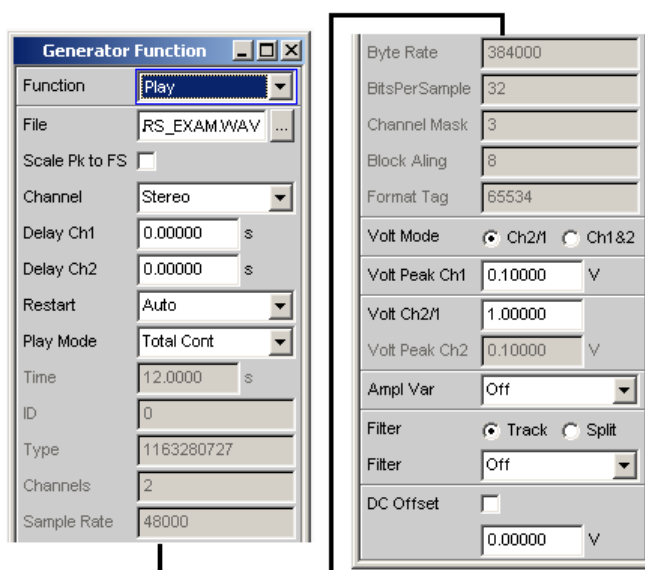 Generator Function
Function Play
File RS_EXAM.WAV ...
Scale Pk to FS
Channel Stereo
Delay Ch1 0.00000 s
Delay Ch2 0.00000 s
Restart Auto
Play Mode Total Cont
Time 12.0000 s
ID 0
Type 1163280727
Channels 2
Sample Rate 48000
Byte Rate 384000
BitsPerSample 32
Channel Mask 3
Block Aling 8
Format Tag 65534
Volt Mode Ch2/1 Ch1&2
Volt Peak Ch1 0.10000 V
Volt Ch2/1 1.00000
Volt Peak Ch2 0.10000 V
Ampl Var Off
Filter Track Split
Filter Off
DC Offset
0.00000 V